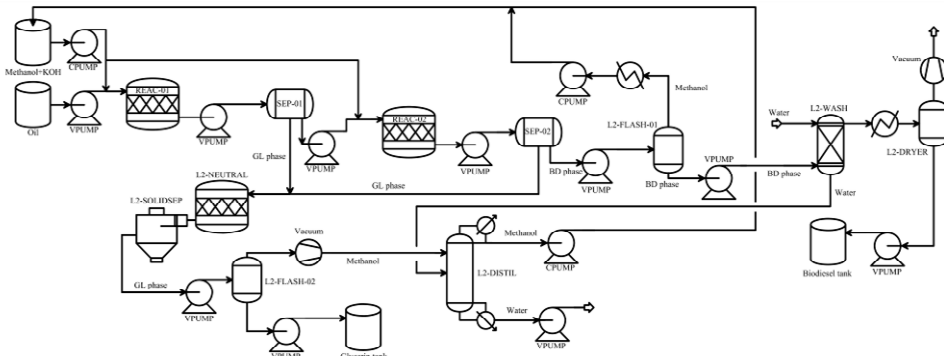 Methanol+KOH
CPUMP
Oil
VPUMP
REAC-01
VPUMP
SEP-01
VPUMP
REAC-02
VPUMP
SEP-02
GL phase
GL phase
BD phase
VPUMP
L2-FLASH-01
CPUMP
Methanol
BD phase
VPUMP
BD phase
Water
L2-WASH
Water
Vacuum
L2-DRYER
Biodiesel tank
VPUMP
L2-NEUTRAL
L2-SOLIDSEP
GL phase
VPUMP
L2-FLASH-02
Vacuum
Methanol
VPUMP
Glycerin tank
L2-DISTIL
Methanol
CPUMP
Water
VPUMP